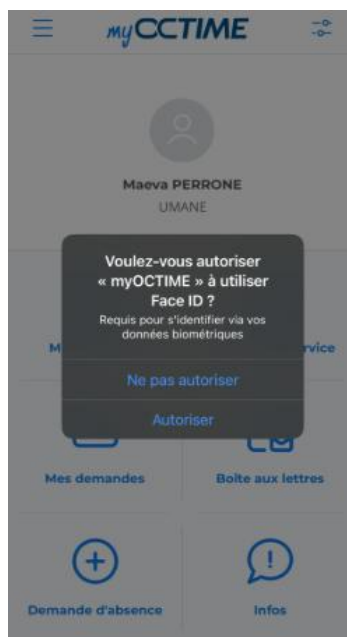 myOCTIME
Maeva PERRONE
UMANE
Voulez-vous autoriser
« myOCTIME » à utiliser
Face ID ?
Requis pour s'identifier via vos
données biométriques
Ne pas autoriser
Autoriser
Mes demandes
Boîte aux lettres
Demande d'absence
Infos